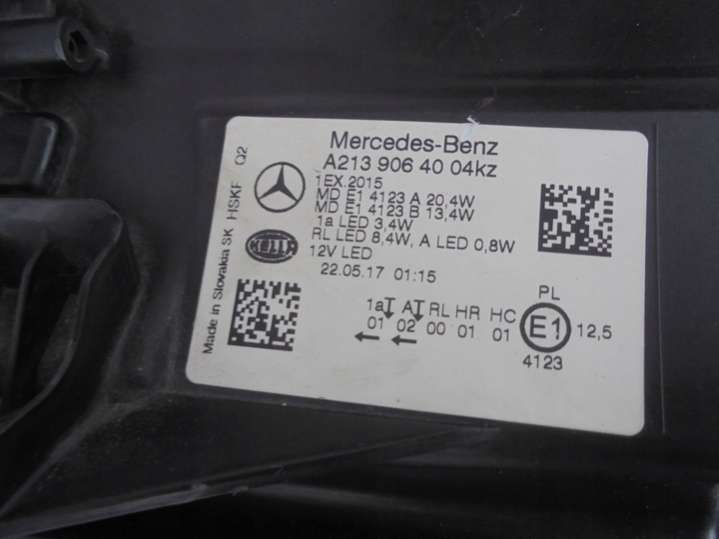 Mercedes-Benz
A213 906 40 04kz
1EX.2015
MD E1 4123 A 20,4W
MD E1 4123 B 13,4W
1a LED 3,4W
RL LED 8,4W, A LED 0,8W
12V LED
22.05.17 01:15
HELLA
Made in Slovakia SK HSKF Q2
1a A RL HR HC
01 02 00 01 01
PL
E1 12,5
4123